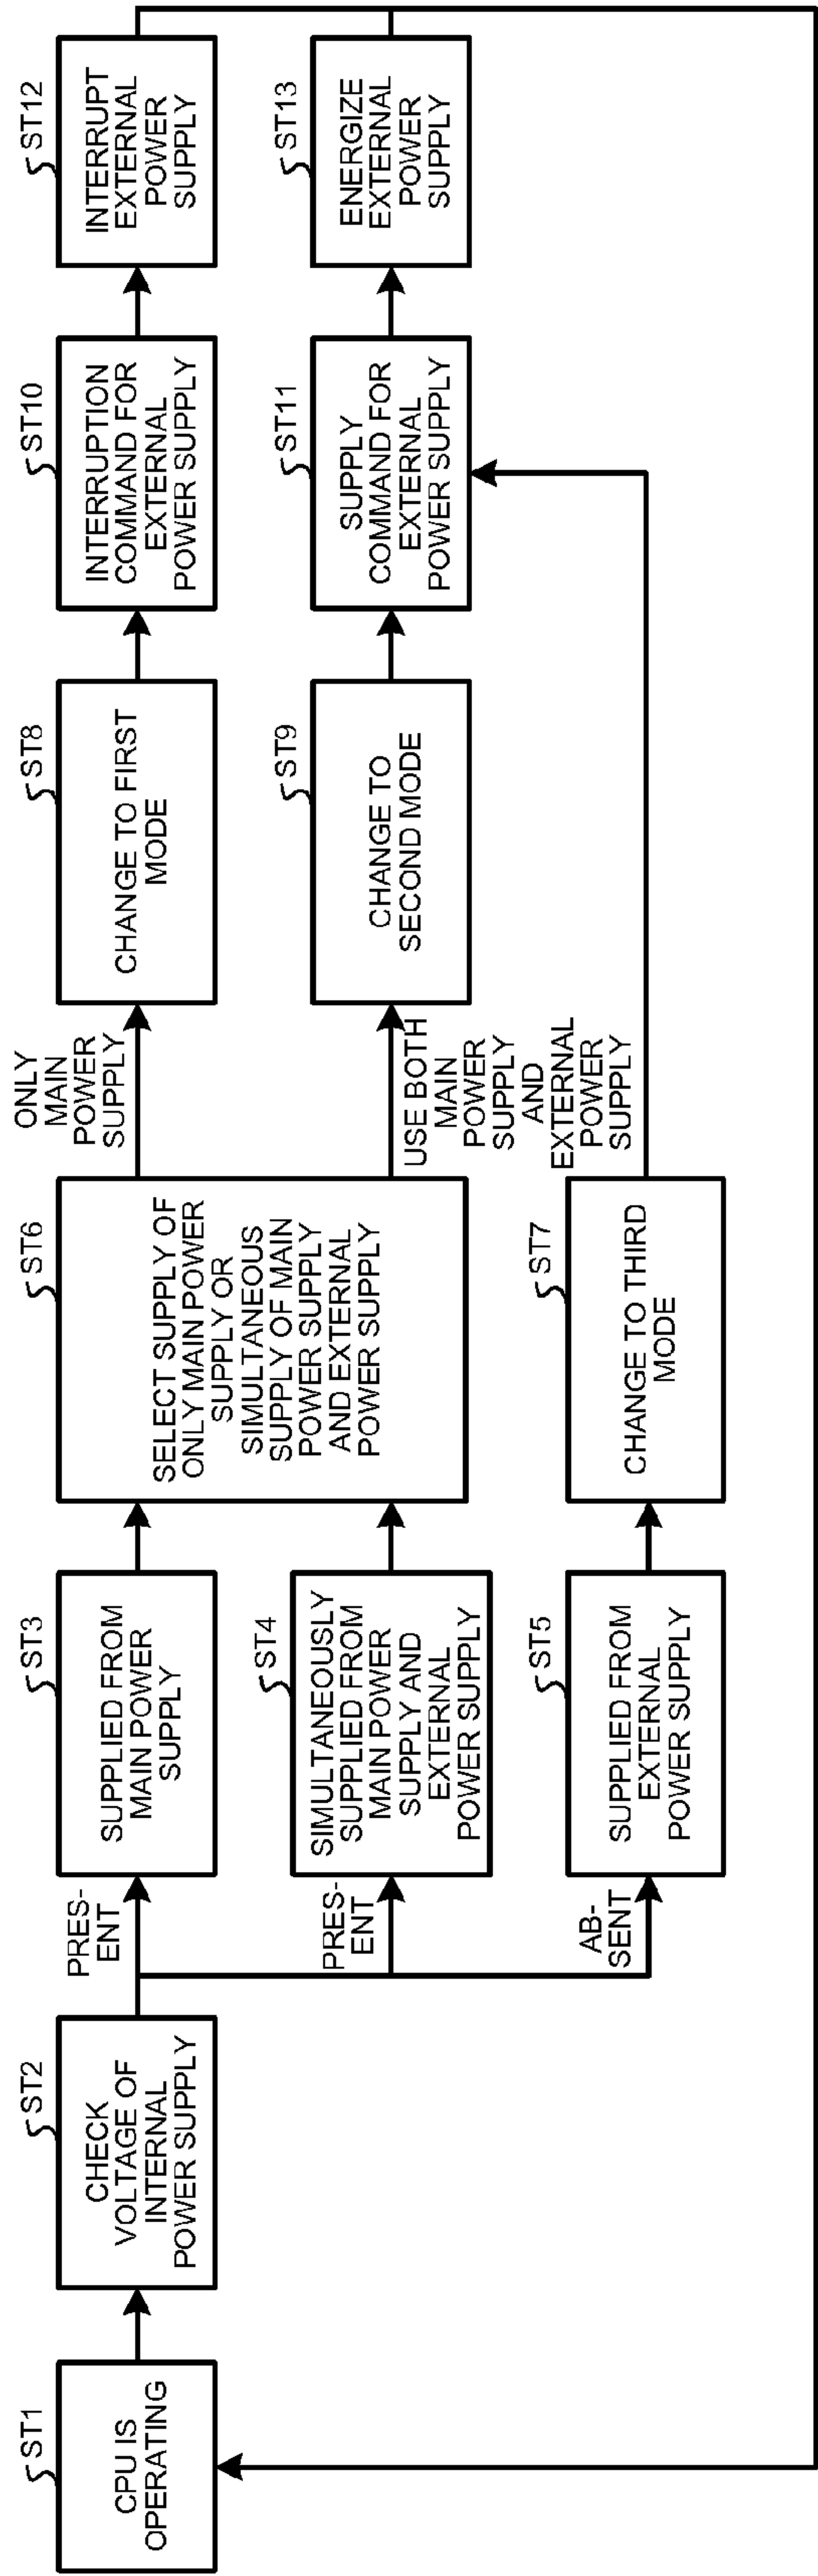 ST1
CPU IS
OPERATING
ST2
CHECK
VOLTAGE OF
INTERNAL
POWER SUPPLY
PRES-
ENT
ST3
SUPPLIED FROM
MAIN POWER
SUPPLY
PRES-
ENT
ST4
SIMULTANEOUSLY
SUPPLIED FROM
MAIN POWER
SUPPLY AND
EXTERNAL
POWER SUPPLY
AB-
SENT
ST5
SUPPLIED FROM
EXTERNAL
POWER SUPPLY
ST6
SELECT SUPPLY OF
ONLY MAIN POWER
SUPPLY OR
SIMULTANEOUS
SUPPLY OF MAIN
POWER SUPPLY
AND EXTERNAL
POWER SUPPLY
ST7
CHANGE TO THIRD
MODE
ONLY
MAIN
POWER
SUPPLY
USE BOTH
MAIN
POWER
SUPPLY
AND
EXTERNAL
POWER
SUPPLY
ST8
CHANGE TO FIRST
MODE
ST9
CHANGE TO
SECOND MODE
ST10
INTERRUPTION
COMMAND FOR
EXTERNAL
POWER SUPPLY
ST11
SUPPLY
COMMAND FOR
EXTERNAL
POWER SUPPLY
ST12
INTERRUPT
EXTERNAL
POWER
SUPPLY
ST13
ENERGIZE
EXTERNAL
POWER
SUPPLY